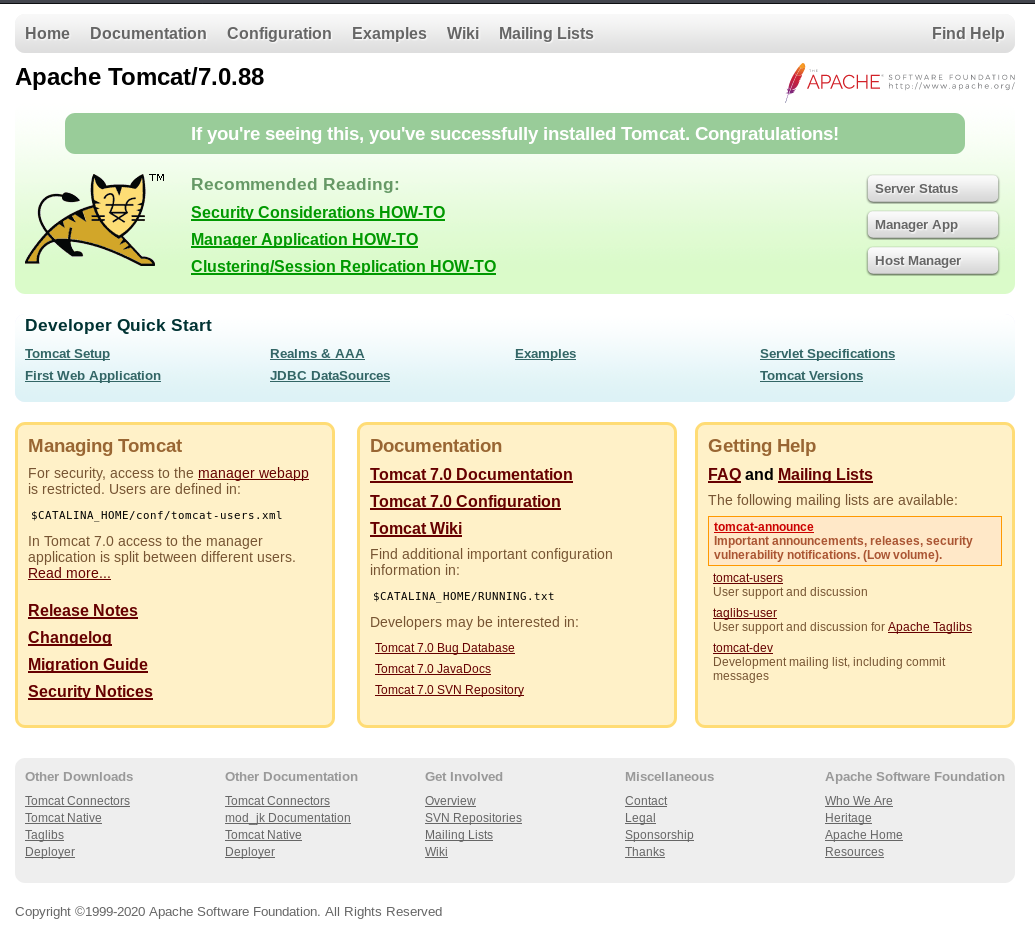 Home Documentation Configuration Examples Wiki Mailing Lists Find Help
Apache Tomcat/7.0.88
THE APACHE® SOFTWARE FOUNDATION
http://www.apache.org/
If you're seeing this, you've successfully installed Tomcat. Congratulations!
TM
Recommended Reading:
Security Considerations HOW-TO
Manager Application HOW-TO
Clustering/Session Replication HOW-TO
Server Status
Manager App
Host Manager
Developer Quick Start
Tomcat Setup
First Web Application
Realms & AAA
JDBC DataSources
Examples
Servlet Specifications
Tomcat Versions
Managing Tomcat
For security, access to the manager webapp
is restricted. Users are defined in:
$CATALINA_HOME/conf/tomcat-users.xml
In Tomcat 7.0 access to the manager
application is split between different users.
Read more...
Release Notes
Changelog
Migration Guide
Security Notices
Documentation
Tomcat 7.0 Documentation
Tomcat 7.0 Configuration
Tomcat Wiki
Find additional important configuration
information in:
$CATALINA_HOME/RUNNING.txt
Developers may be interested in:
Tomcat 7.0 Bug Database
Tomcat 7.0 JavaDocs
Tomcat 7.0 SVN Repository
Getting Help
FAQ and Mailing Lists
The following mailing lists are available:
tomcat-announce
Important announcements, releases, security
vulnerability notifications. (Low volume).
tomcat-users
User support and discussion
taglibs-user
User support and discussion for Apache Taglibs
tomcat-dev
Development mailing list, including commit
messages
Other Downloads
Tomcat Connectors
Tomcat Native
Taglibs
Deployer
Other Documentation
Tomcat Connectors
mod_jk Documentation
Tomcat Native
Deployer
Get Involved
Overview
SVN Repositories
Mailing Lists
Wiki
Miscellaneous
Contact
Legal
Sponsorship
Thanks
Apache Software Foundation
Who We Are
Heritage
Apache Home
Resources
Copyright ©1999-2020 Apache Software Foundation. All Rights Reserved